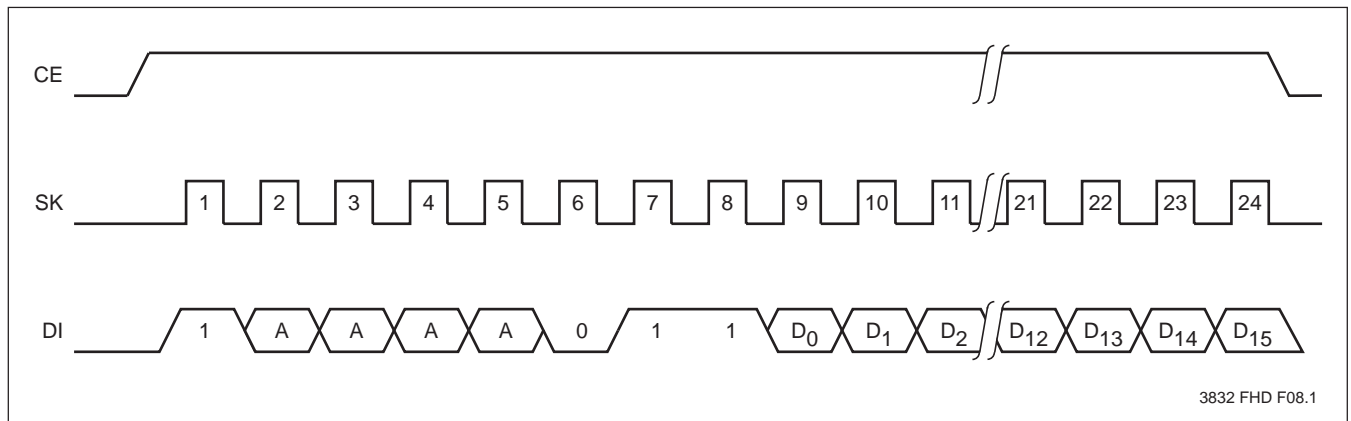 CE
SK 1 2 3 4 5 6 7 8 9 10 11 21 22 23 24
DI 1 A A A A 0 1 1 D0 D1 D2 D12 D13 D14 D15
3832 FHD F08.1